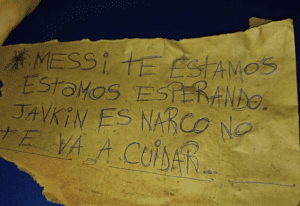 * MESSI TE ESTAMOS
ESTAMOS ESPERANDO.
JAVKIN ES NARCO NO
TE VA A CUIDAR...